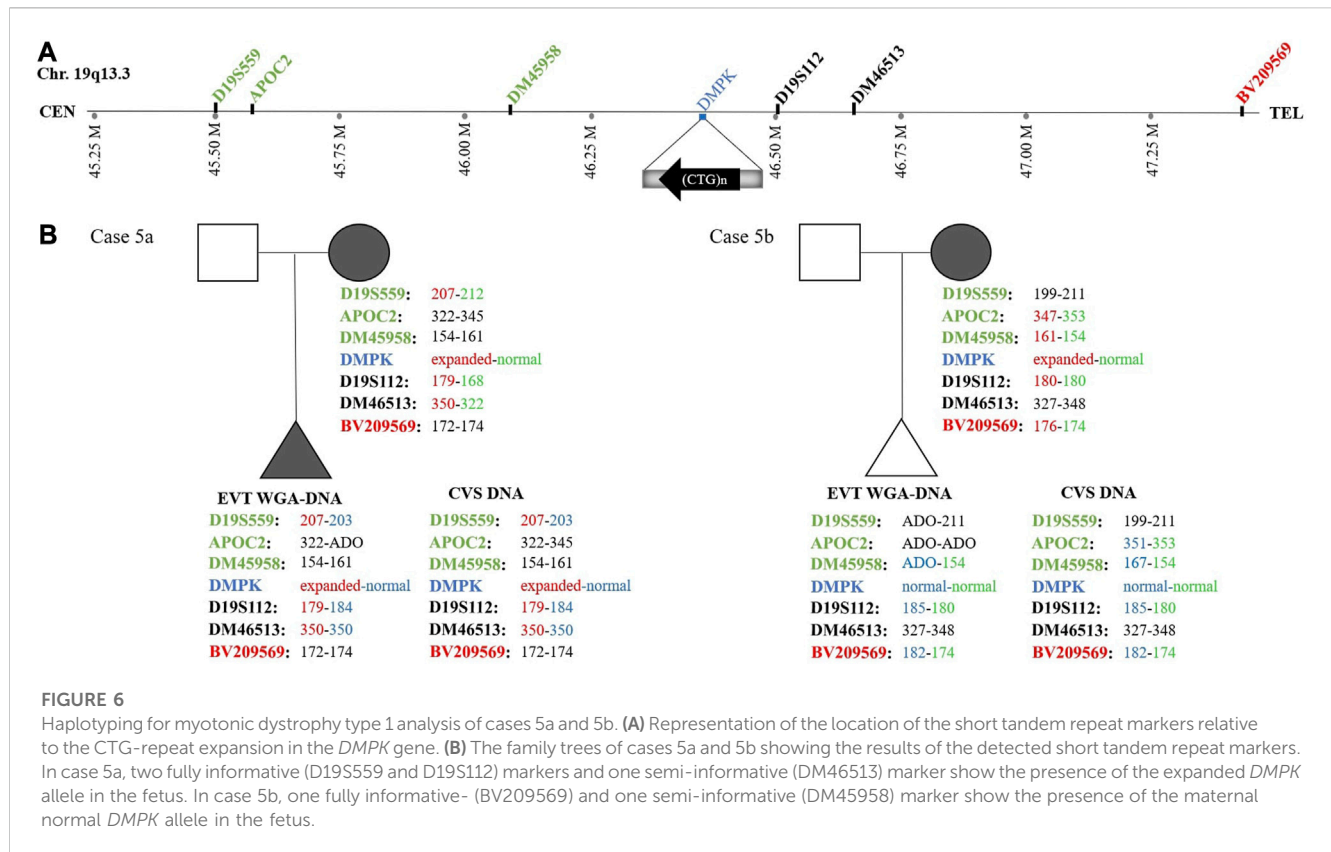 A
Chr. 19q13.3
D19S559
APOC2
DM45958
DMPK
D19S112
DM46513
BV209569
CEN
TEL
45.25 M
45.50 M
45.75 M
46.00 M
46.25 M
46.50 M
46.75 M
47.00 M
47.25 M
(CTG)n
B
Case 5a
D19S559: 207-212
APOC2: 322-345
DM45958: 154-161
DMPK expanded-normal
D19S112: 179-168
DM46513: 350-322
BV209569: 172-174
EVT WGA-DNA
D19S559: 207-203
APOC2: 322-ADO
DM45958: 154-161
DMPK expanded-normal
D19S112: 179-184
DM46513: 350-350
BV209569: 172-174
CVS DNA
D19S559: 207-203
APOC2: 322-345
DM45958: 154-161
DMPK expanded-normal
D19S112: 179-184
DM46513: 350-350
BV209569: 172-174
Case 5b
D19S559: 199-211
APOC2: 347-353
DM45958: 161-154
DMPK expanded-normal
D19S112: 180-180
DM46513: 327-348
BV209569: 176-174
EVT WGA-DNA
D19S559: ADO-211
APOC2: ADO-ADO
DM45958: ADO-154
DMPK normal-normal
D19S112: 185-180
DM46513: 327-348
BV209569: 182-174
CVS DNA
D19S559: 199-211
APOC2: 351-353
DM45958: 167-154
DMPK normal-normal
D19S112: 185-180
DM46513: 327-348
BV209569: 182-174
FIGURE 6
Haplotyping for myotonic dystrophy type 1 analysis of cases 5a and 5b. (A) Representation of the location of the short tandem repeat markers relative
to the CTG-repeat expansion in the DMPK gene. (B) The family trees of cases 5a and 5b showing the results of the detected short tandem repeat markers.
In case 5a, two fully informative (D19S559 and D19S112) markers and one semi-informative (DM46513) marker show the presence of the expanded DMPK
allele in the fetus. In case 5b, one fully informative- (BV209569) and one semi-informative (DM45958) marker show the presence of the maternal
normal DMPK allele in the fetus.